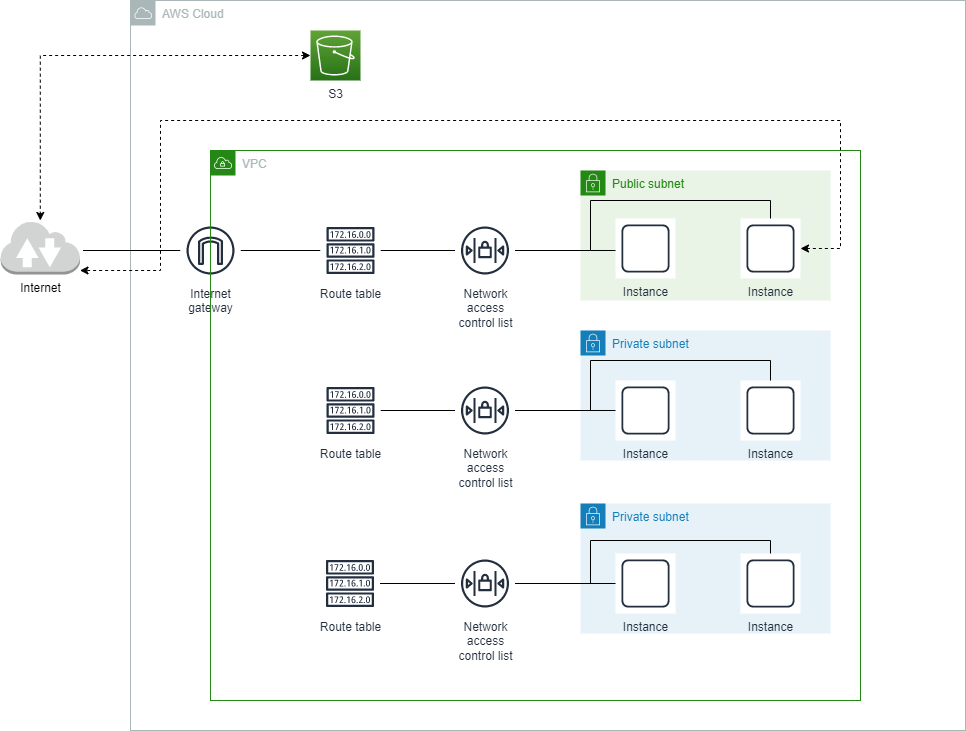 AWS Cloud
S3
VPC
Public subnet
172.16.0.0
172.16.1.0
172.16.2.0
Internet
Internet
gateway
Route table
Network
access
control list
Instance
Instance
Private subnet
172.16.0.0
172.16.1.0
172.16.2.0
Route table
Network
access
control list
Instance
Instance
Private subnet
172.16.0.0
172.16.1.0
172.16.2.0
Route table
Network
access
control list
Instance
Instance